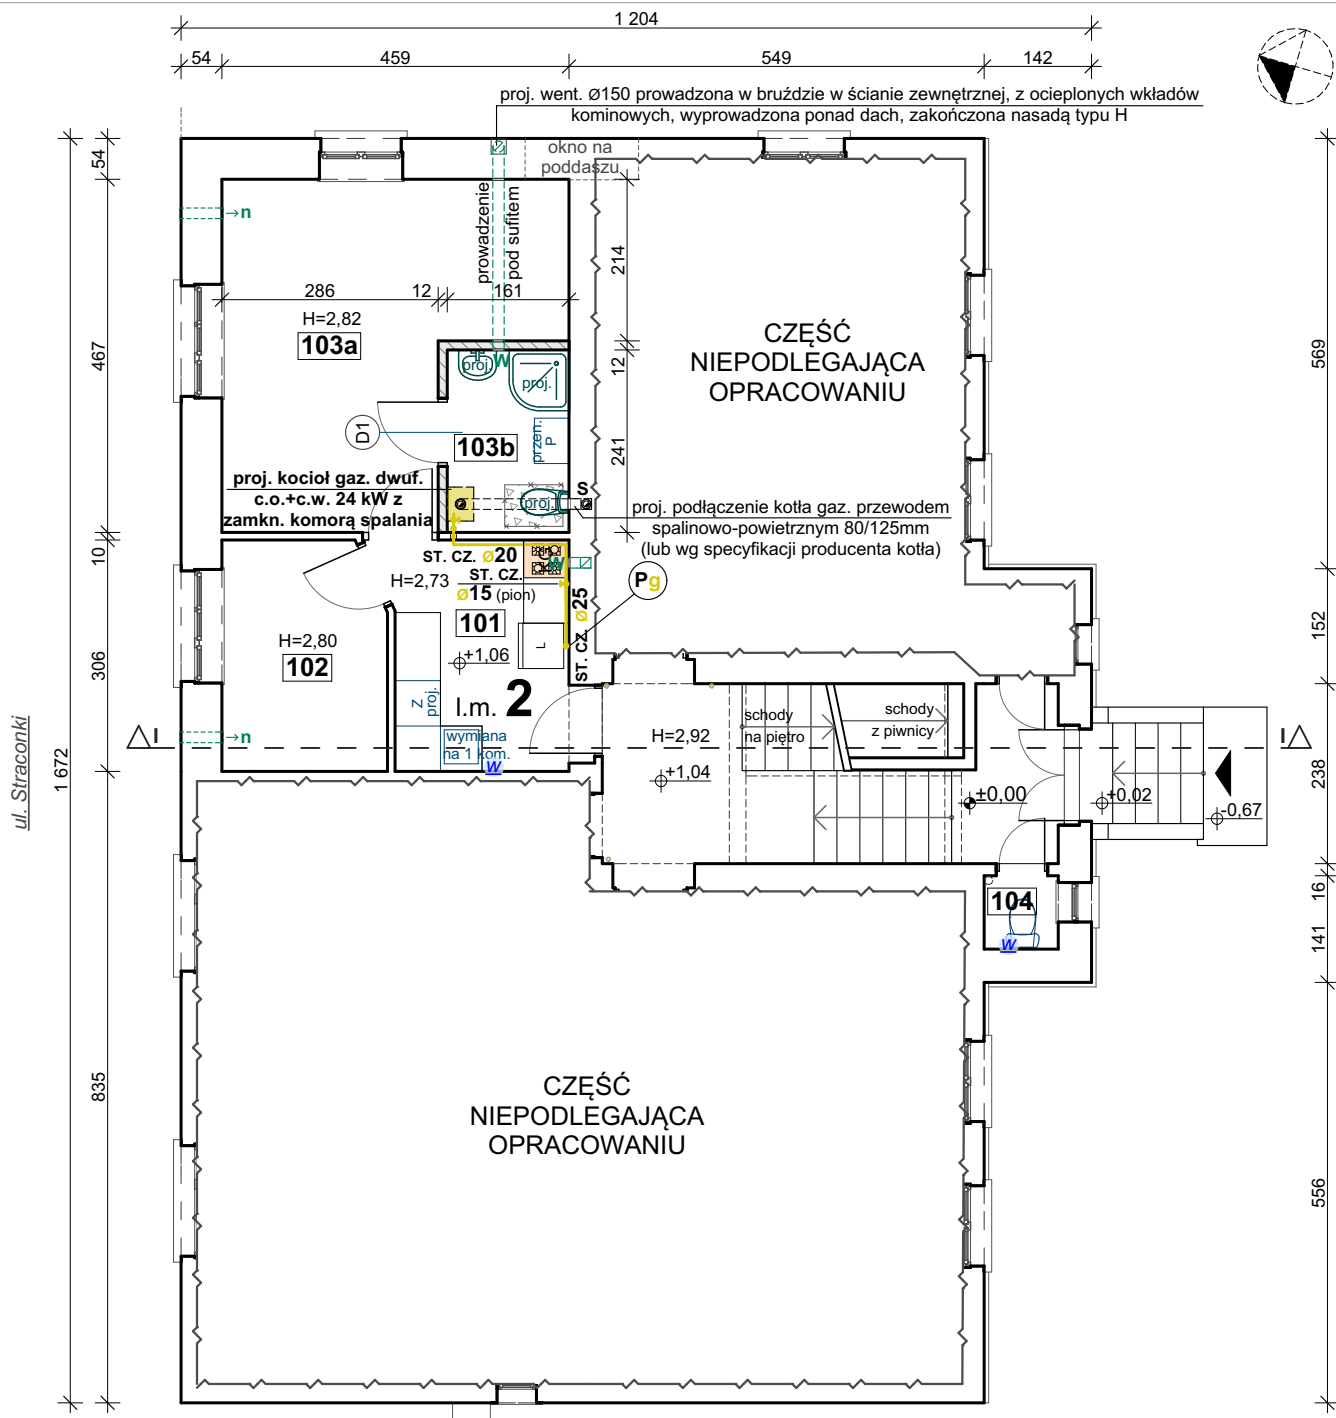 1 204
54
459
549
142
proj. went. Ø150 prowadzona w bruździe w ścianie zewnętrznej, z ocieplonych wkładów
kominowych, wyprowadzona ponad dach, zakończona nasadą typu H
okno na
poddaszu
54
prowadzenie
pod sufitem
→n
214
286
12
161
H=2,82
103a
467
569
CZĘŚĆ
NIEPODLEGAJĄCA
OPRACOWANIU
12
proj.
W
proj.
D1
103b
przen.
P
241
proj. kocioł gaz. dwuf.
c.o.+c.w. 24 kW z
zamkn. komorą spalania
proj.
S
proj. podłączenie kotła gaz. przewodem
spalinowo-powietrznym 80/125mm
(lub wg specyfikacji producenta kotła)
10
ST. CZ. Ø20
W
H=2,73
ST. CZ.
Ø15 (pion)
Pg
ST. CZ. Ø25
101
L
152
306
H=2,80
102
+1,06
Z
proj.
l.m. 2
ul. Straconki
1 672
I
→n
wymiana
na 1 kom.
W
H=2,92
+1,04
schody
na piętro
schody
z piwnicy
I
±0,00
+0,02
-0,67
238
104
W
16
141
835
CZĘŚĆ
NIEPODLEGAJĄCA
OPRACOWANIU
556